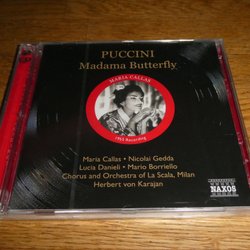 PUCCINI
Madama Butterfly
MARIA CALLAS
1955 Recording
Maria Callas • Nicolai Gedda
Lucia Danieli • Mario Borriello
Chorus and Orchestra of La Scala, Milan
Herbert von Karajan
NAXOS